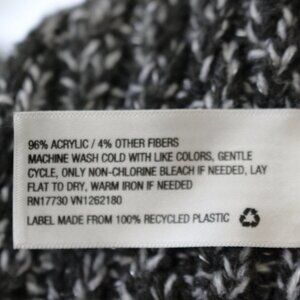 96% ACRYLIC / 4% OTHER FIBERS
MACHINE WASH COLD WITH LIKE COLORS, GENTLE
CYCLE, ONLY NON-CHLORINE BLEACH IF NEEDED, LAY
FLAT TO DRY, WARM IRON IF NEEDED
RN17730 VN1262180
LABEL MADE FROM 100% RECYCLED PLASTIC